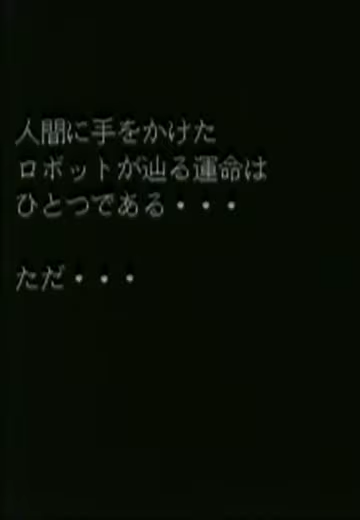 人間に手をかけた
ロボットが辿る運命は
ひとつである・・・
ただ・・・